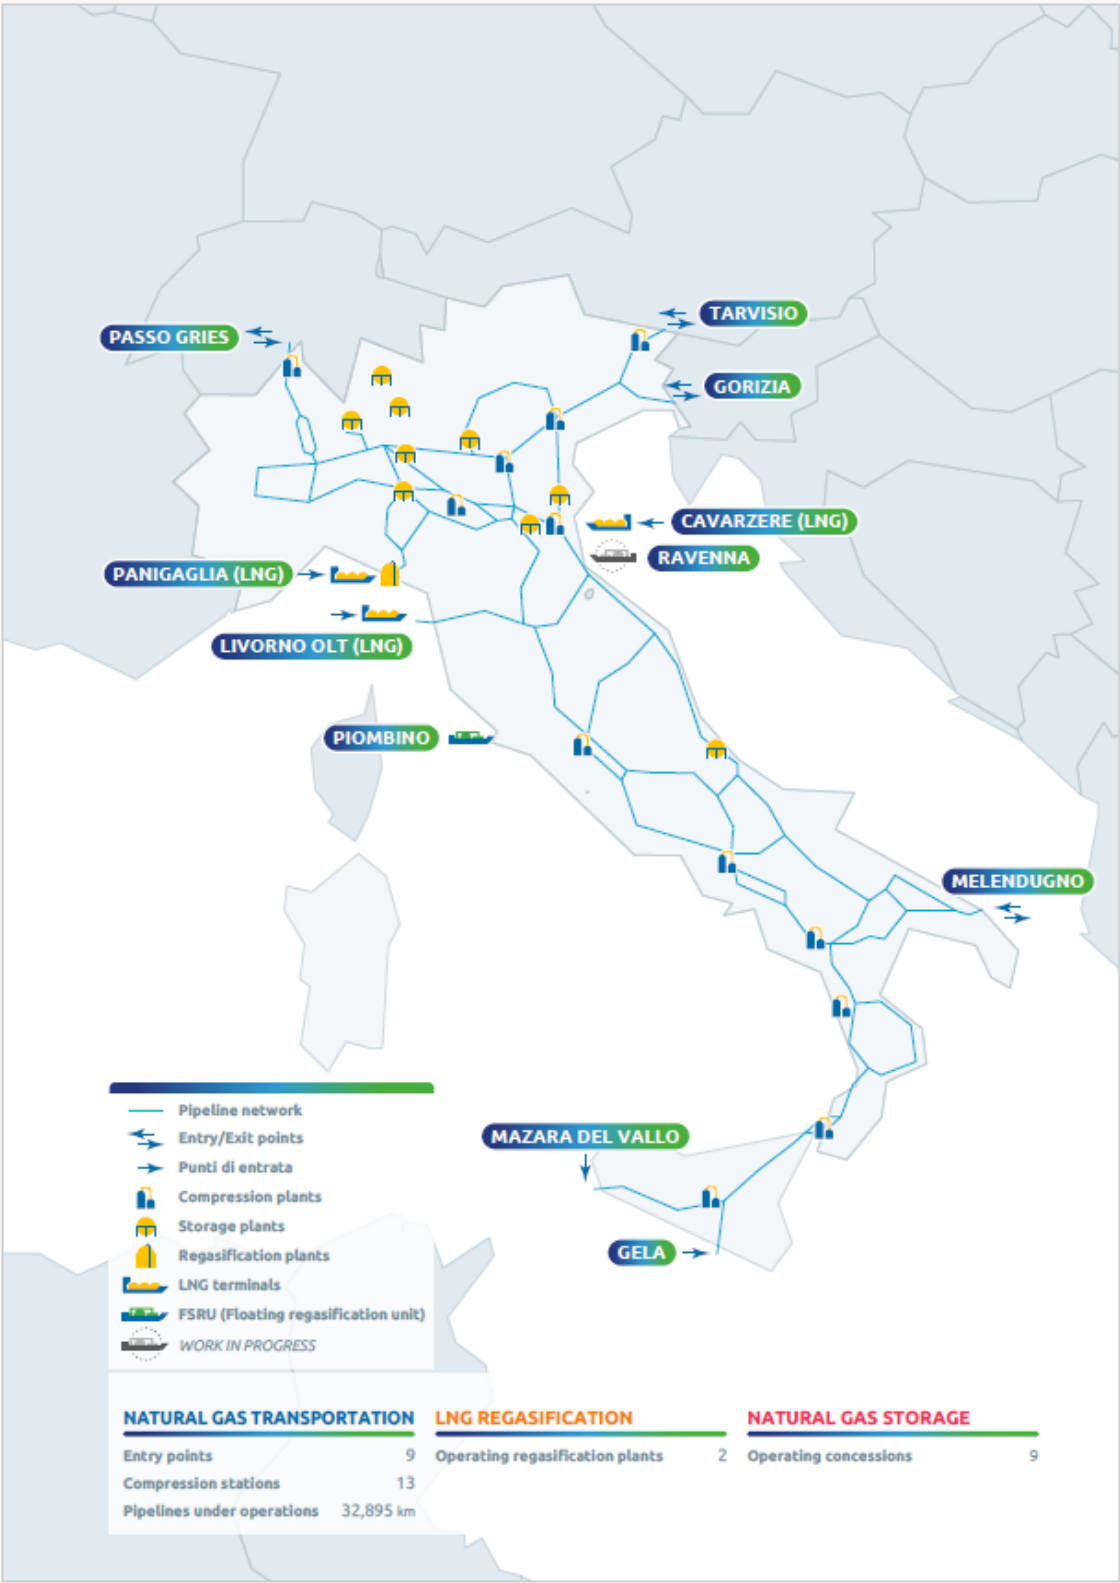 TARVISIO
PASSO GRIES
GORIZIA
CAVARZERE (LNG)
RAVENNA
PANIGAGLIA (LNG)
LIVORNO OLT (LNG)
PIOMBINO
MELENDUGNO
MAZARA DEL VALLO
GELA
Pipeline network
Entry/Exit points
Punti di entrata
Compression plants
Storage plants
Regasification plants
LNG terminals
FSRU (Floating regasification unit)
WORK IN PROGRESS
NATURAL GAS TRANSPORTATION
Entry points 9
Compression stations 13
Pipelines under operations 32,895 km
LNG REGASIFICATION
Operating regasification plants 2
NATURAL GAS STORAGE
Operating concessions 9